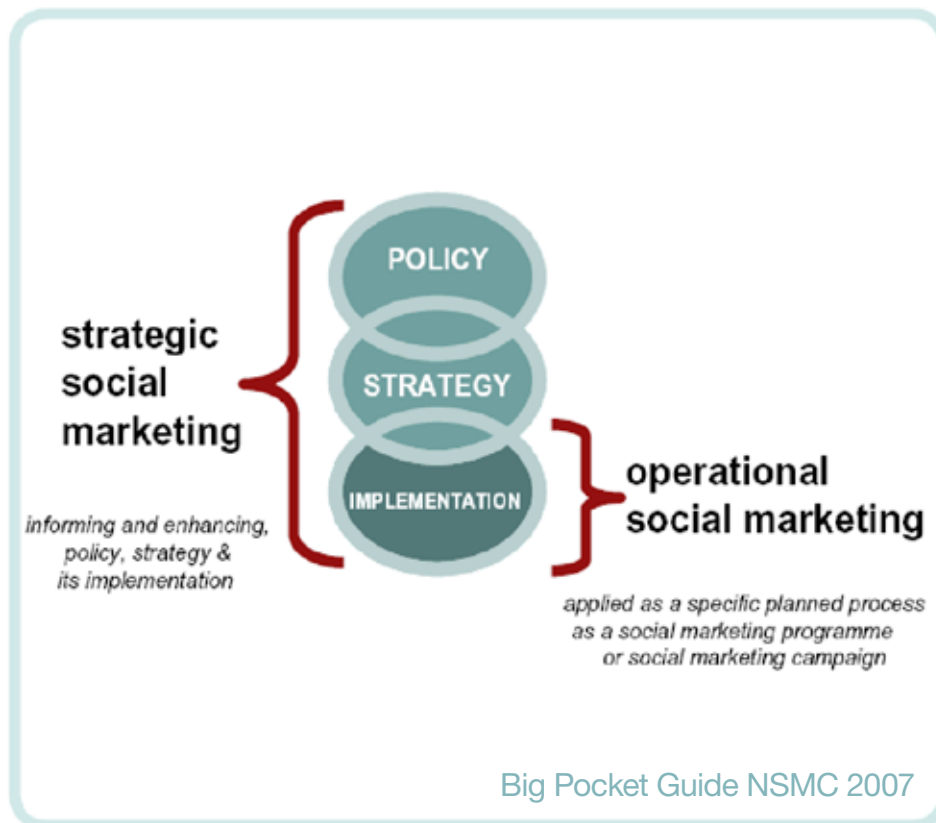 POLICY
STRATEGY
IMPLEMENTATION
strategic
social
marketing
informing and enhancing,
policy, strategy &
its implementation
operational
social marketing
applied as a specific planned process
as a social marketing programme
or social marketing campaign
Big Pocket Guide NSMC 2007